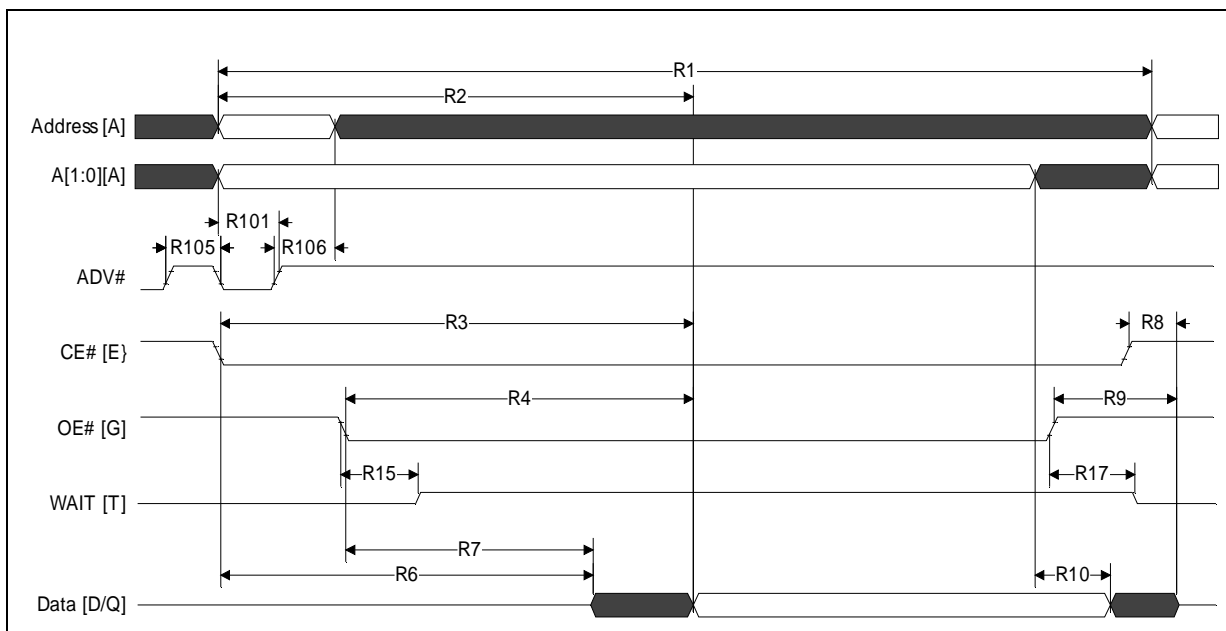 R1
R2
Address [A]
A[1:0][A]
R101
R105
R106
ADV#
R3
R8
CE# [E}
R4
R9
OE# [G]
R15
R17
WAIT [T]
R7
R6
R10
Data [D/Q]